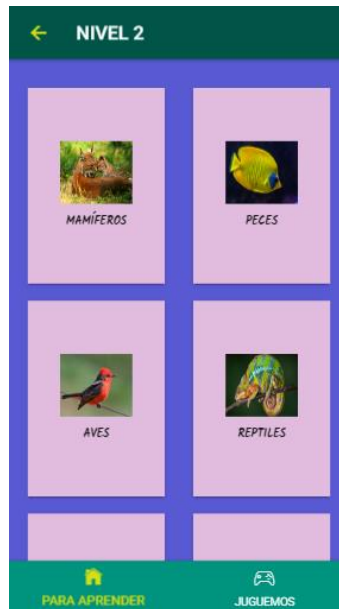 NIVEL 2
MAMÍFEROS
PECES
AVES
REPTILES
PARA APRENDER
JUGUEMOS